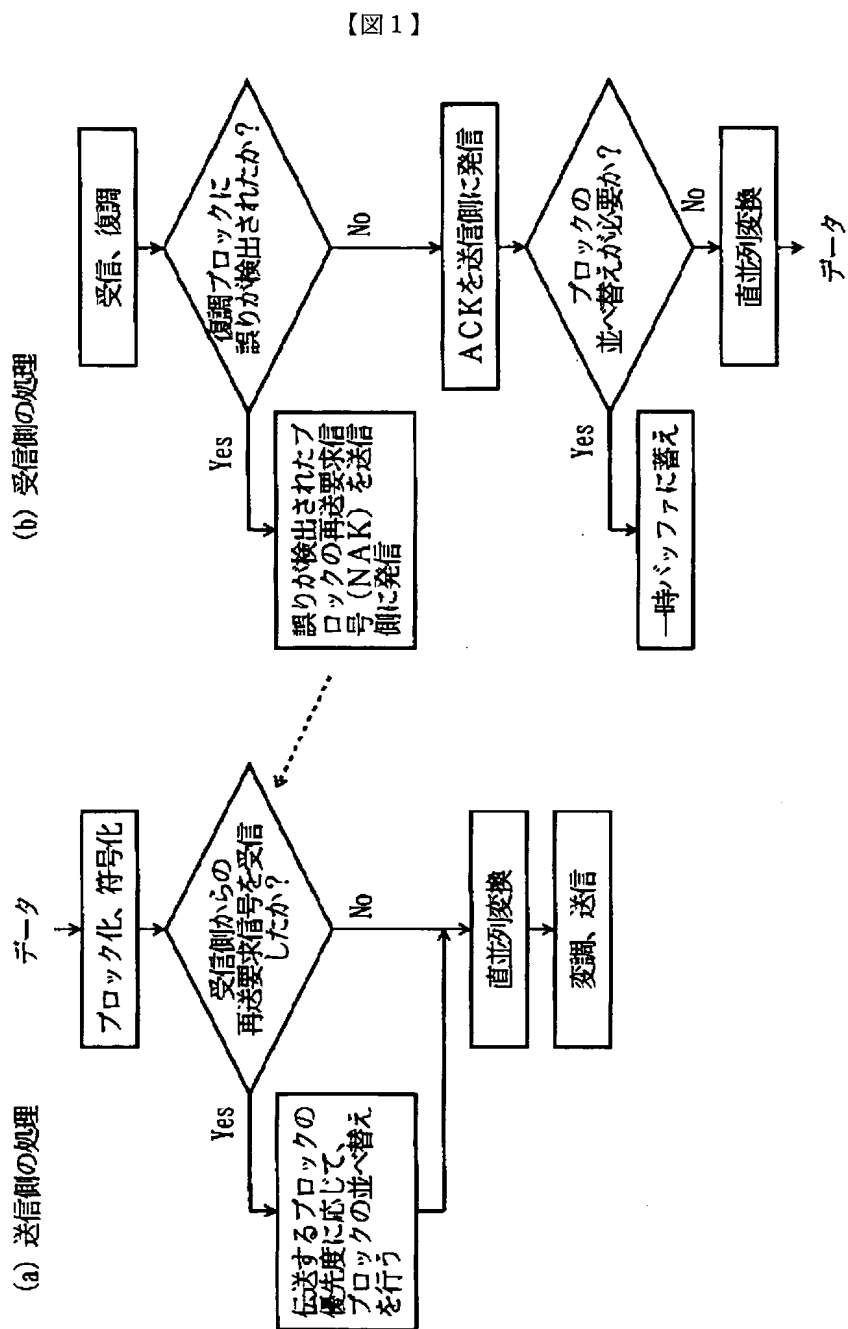 【図1】
(a) 送信側の処理
データ
ブロック化、符号化
受信側からの
再送要求信号を受信
したか?
Yes
No
伝送するブロックの
優先度に応じて、
ブロックの並べ替え
を行う
直並列変換
変調、送信
(b) 受信側の処理
受信、復調
復調ブロックに
誤りが検出されたか?
Yes
No
誤りが検出されたブ
ロックの再送要求信
号(NAK)を送信
側に発信
ACKを送信側に発信
ブロックの
並べ替えが必要か?
Yes
No
一時バッファに蓄え
直並列変換
データ